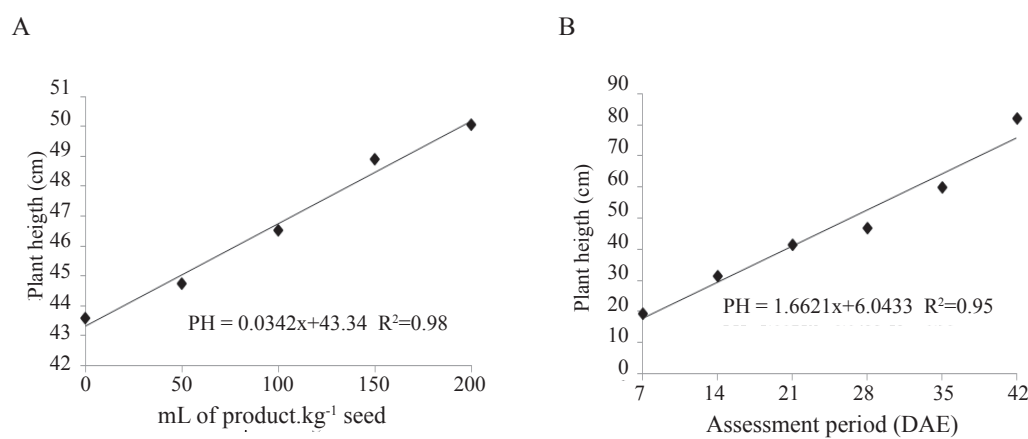 A
51
50
49
48
47
46
45
44
43
42
Plant heigth (cm)
PH = 0.0342x+43.34 R²=0.98
0 50 100 150 200
mL of product.kg⁻¹ seed
B
90
80
70
60
50
40
30
20
10
0
Plant heigth (cm)
PH = 1.6621x+6.0433 R²=0.95
7 14 21 28 35 42
Assessment period (DAE)